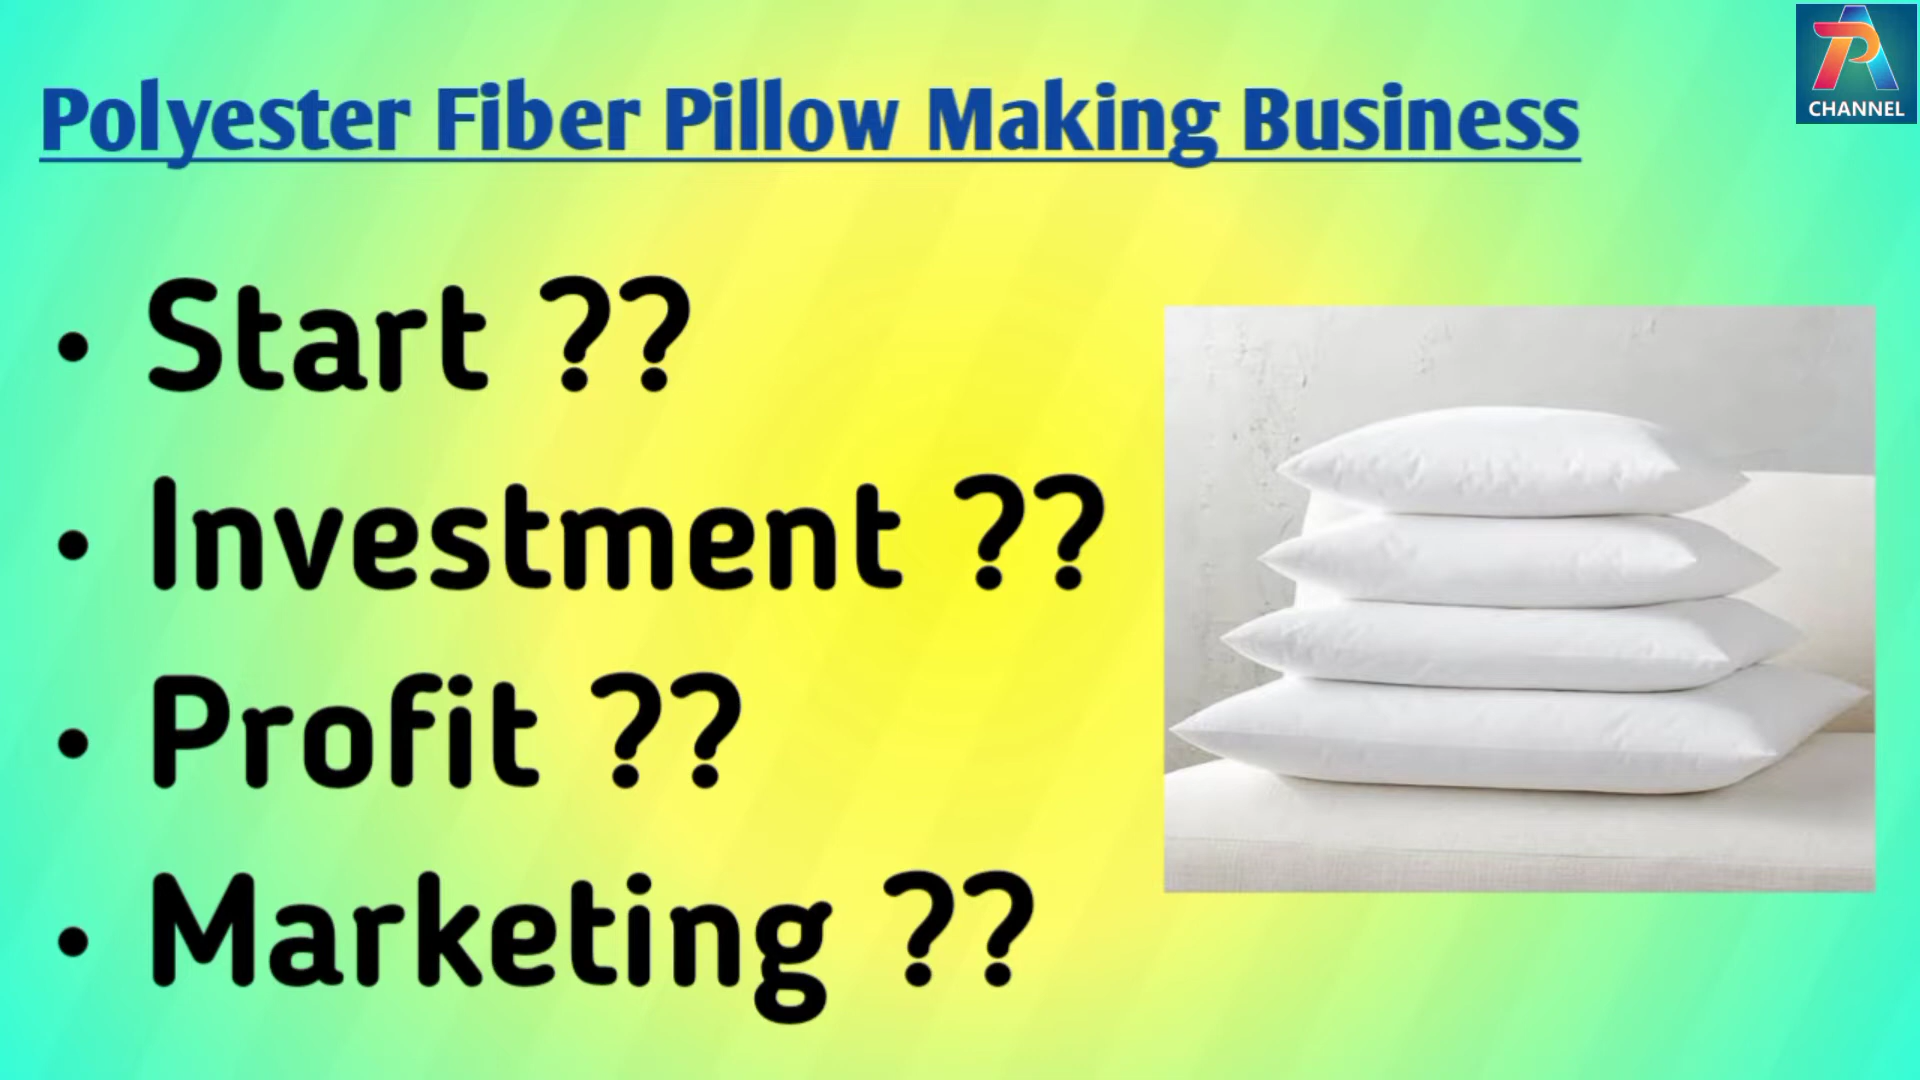 Polyester Fiber Pillow Making Business
CHANNEL
• Start ??
• Investment ??
• Profit ??
• Marketing ??